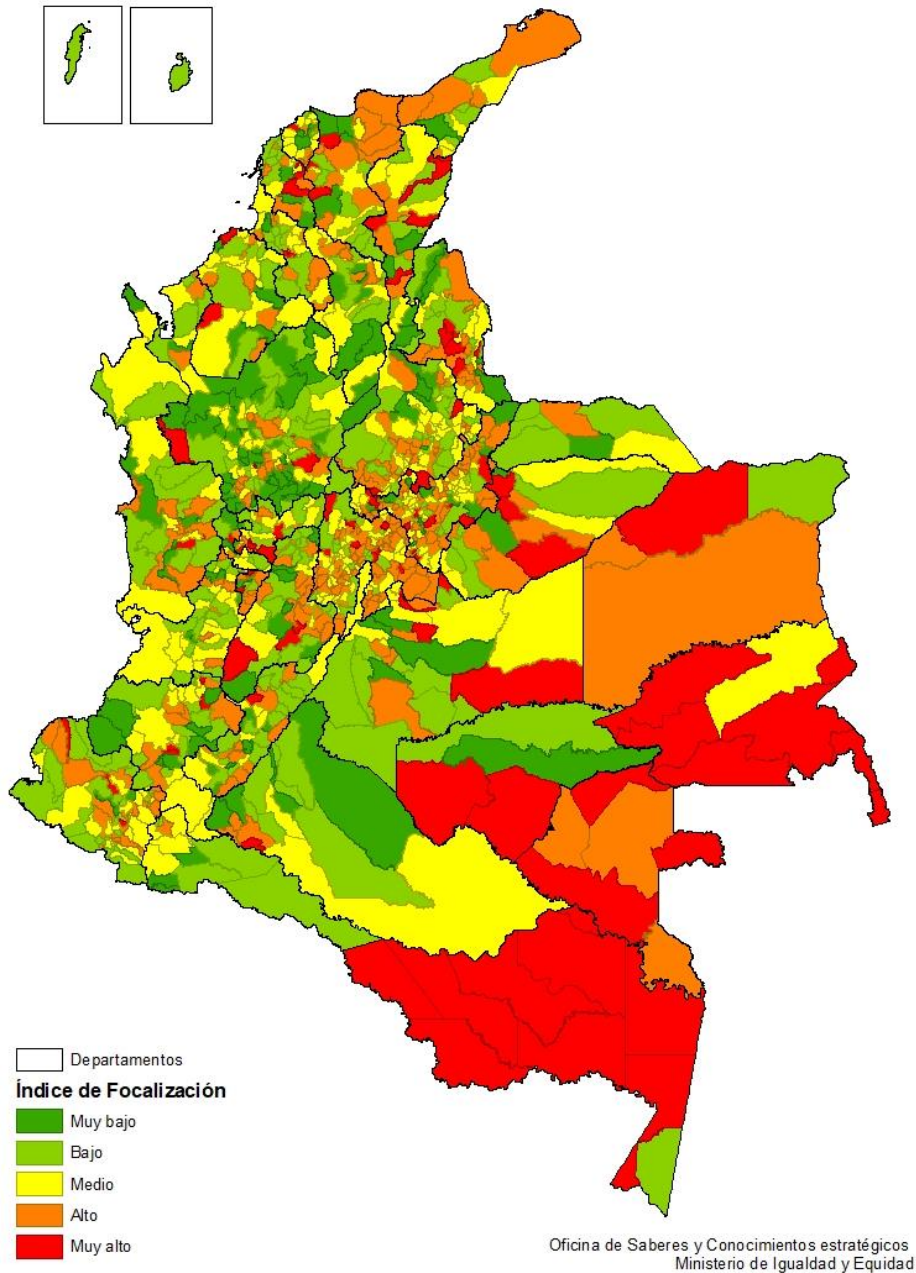 Departamentos
Índice de Focalización
Muy bajo
Bajo
Medio
Alto
Muy alto
Oficina de Saberes y Conocimientos estratégicos
Ministerio de Igualdad y Equidad